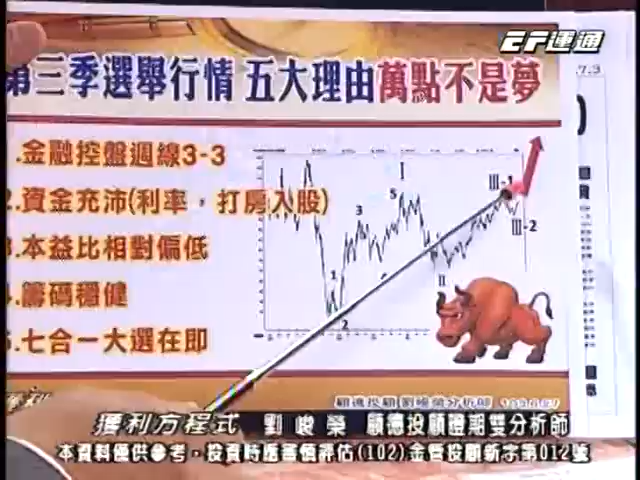 EF運通
7.3
第三季選舉行情 五大理由萬點不是夢
1.金融控盤週線3-3
2.資金充沛(利率，打房入股)
3.本益比相對偏低
4.籌碼穩健
5.七合一大選在即
I
III-1
5
3
III-2
1
II
2
獲利方程式 劉峻榮 顧德投顧證期雙分析師
本資料僅供參考，投資時應審慎評估(102)金管投顧新字第012號